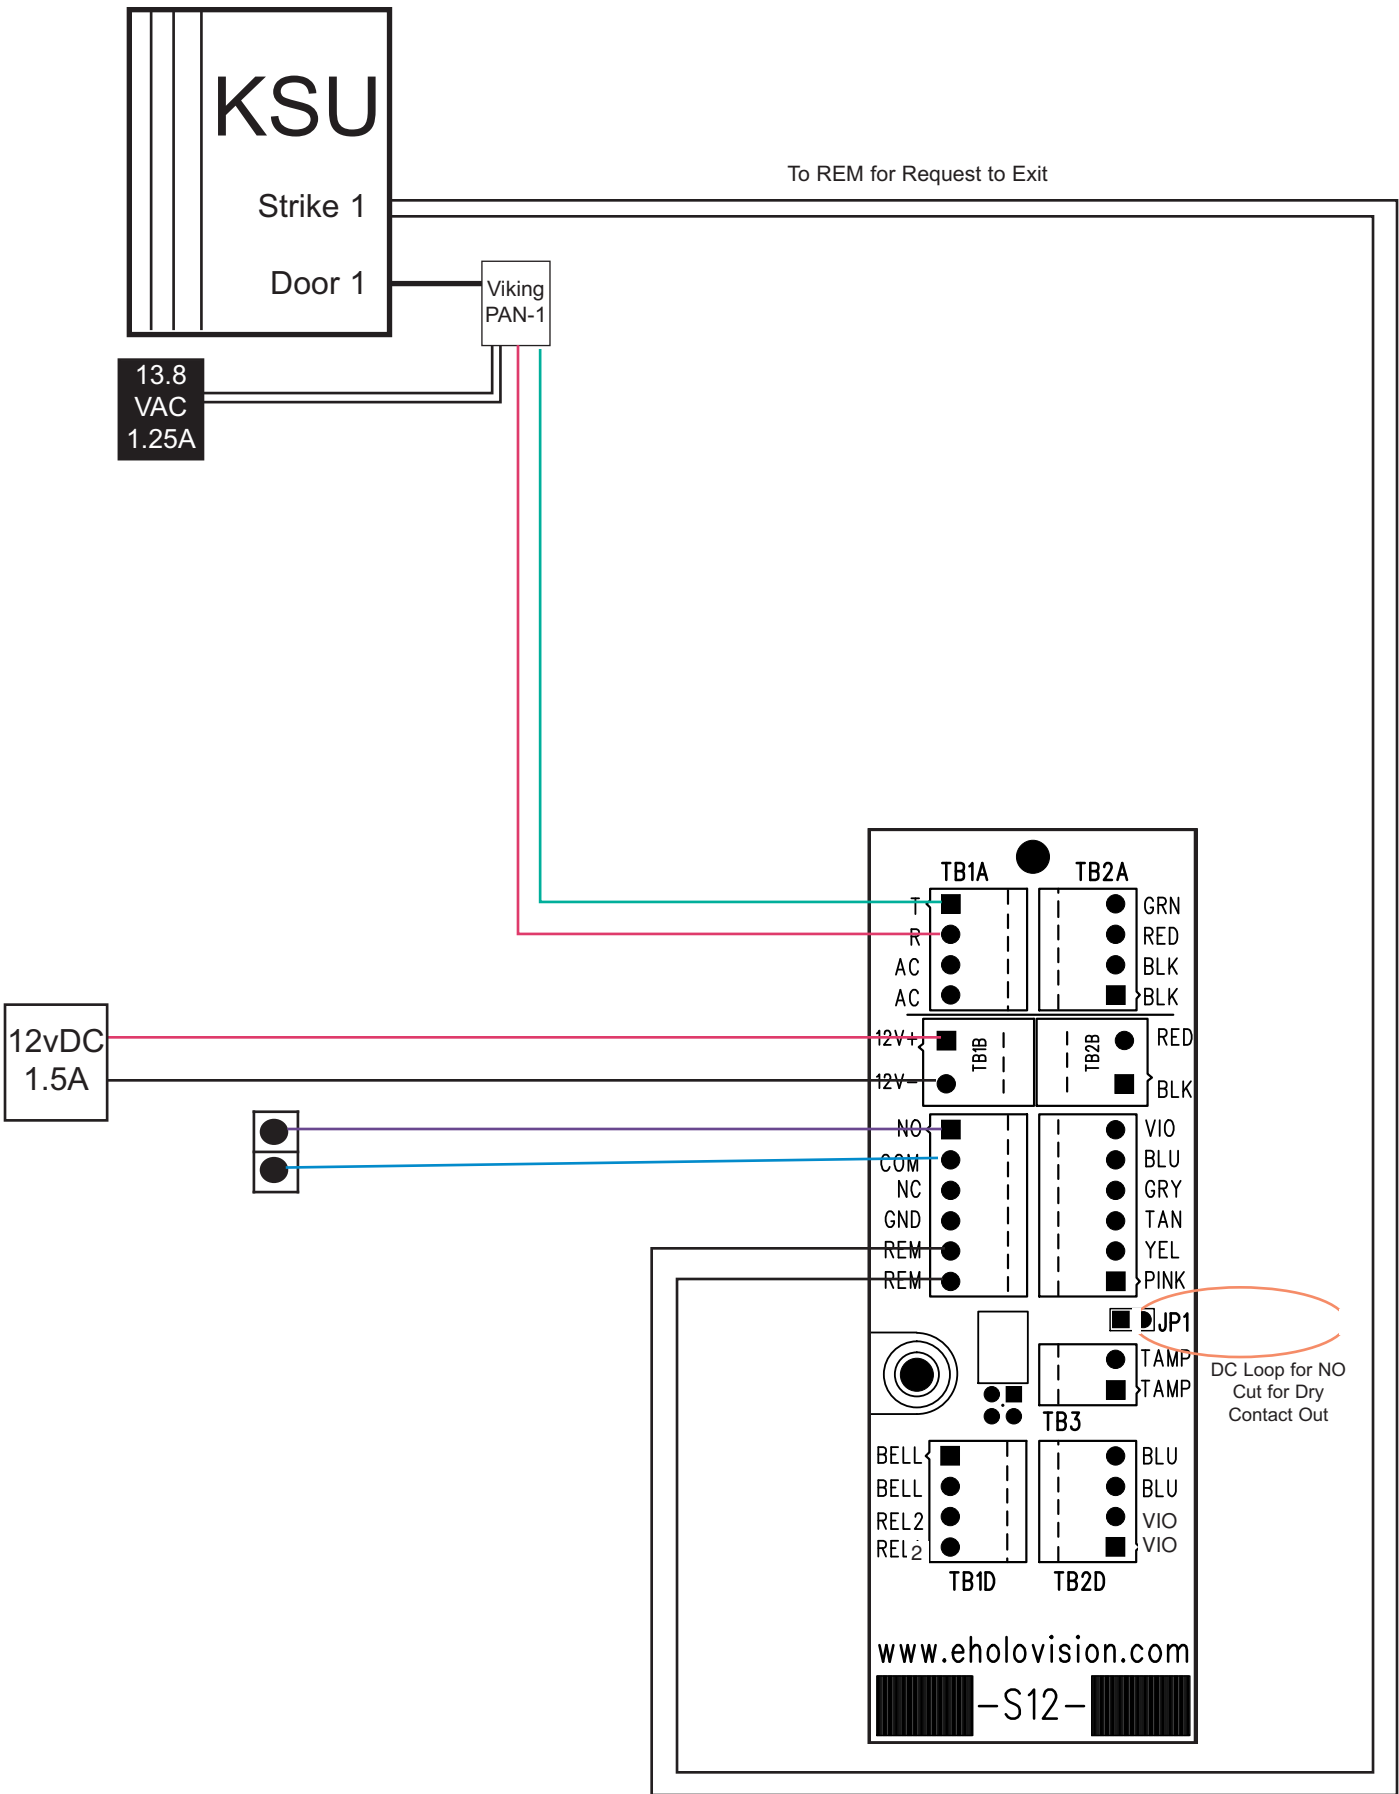 KSU
Strike 1
Door 1
To REM for Request to Exit
Viking
PAN-1
13.8
VAC
1.25A
TB1A
TB2A
T
R
AC
AC
GRN
RED
BLK
BLK
12vDC
1.5A
12V+
12V-
TB1B
TB2B
RED
BLK
NO
COM
NC
GND
REM
REM
VIO
BLU
GRY
TAN
YEL
PINK
JP1
TAMP
TAMP
TB3
DC Loop for NO
Cut for Dry
Contact Out
BELL
BELL
REL2
REL2
BLU
BLU
VIO
VIO
TB1D
TB2D
www.eholovision.com
-S12-